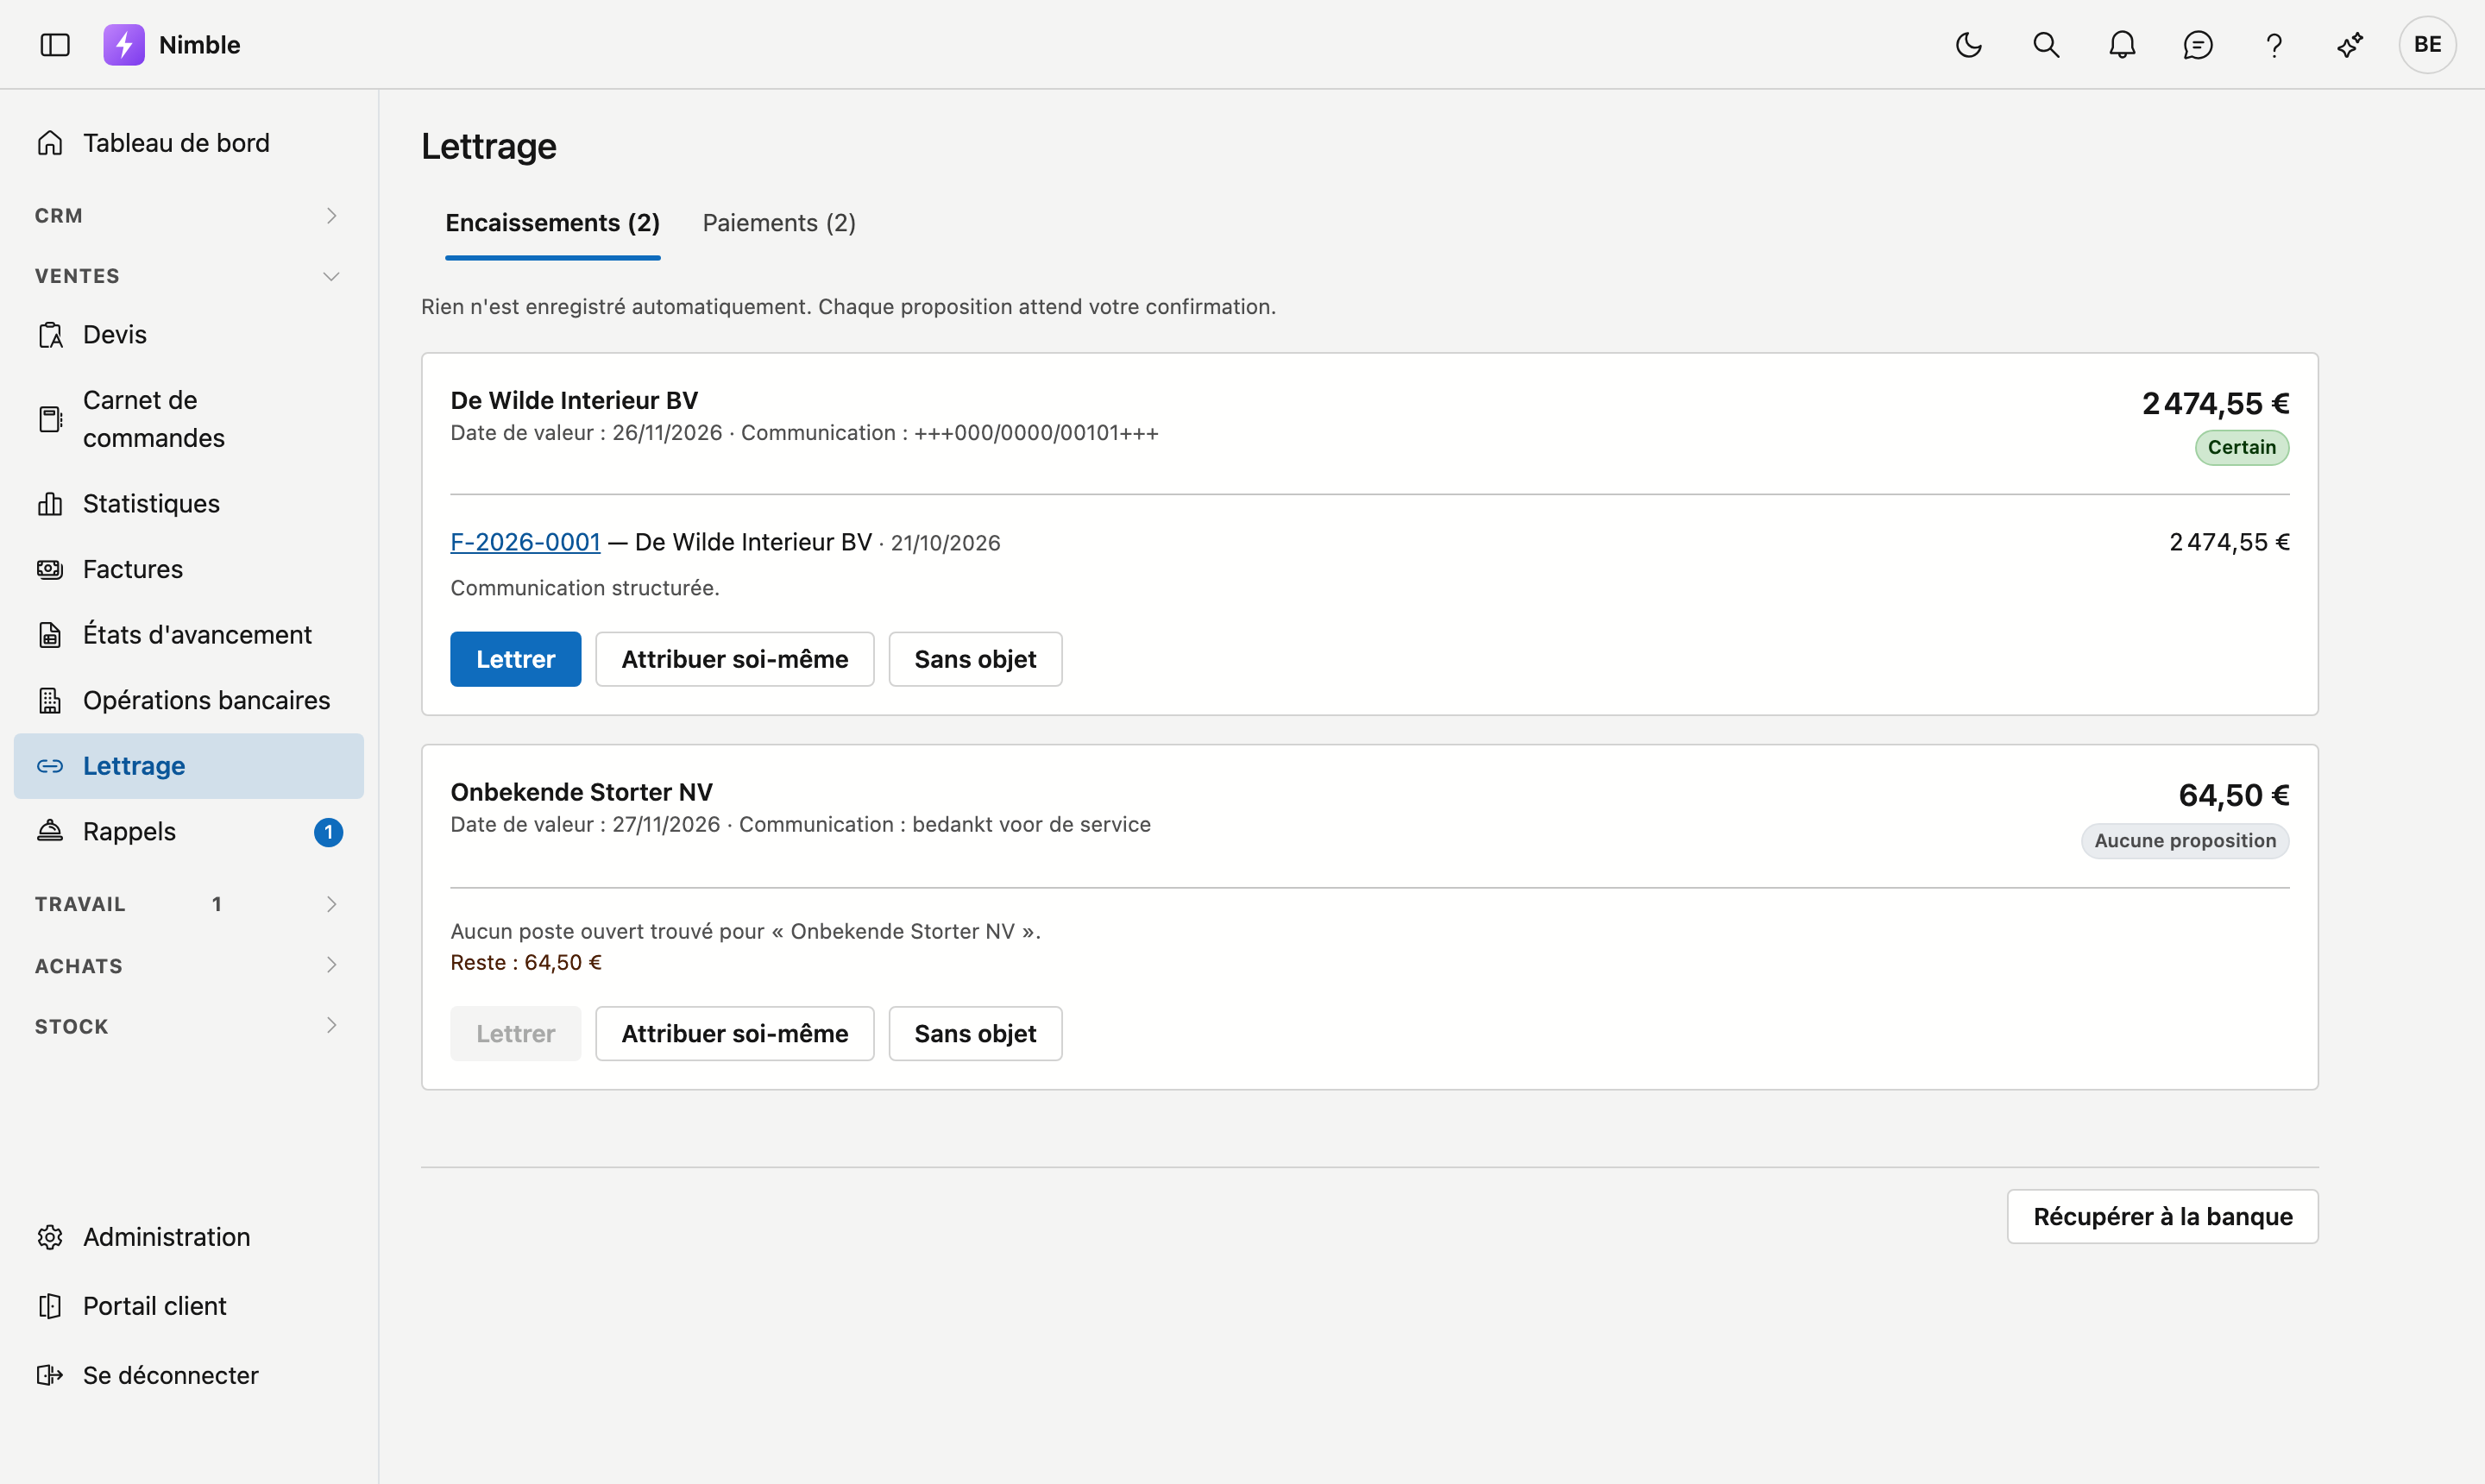 Nimble
BE
Tableau de bord
CRM
VENTES
Devis
Carnet de
commandes
Statistiques
Factures
États d'avancement
Opérations bancaires
Lettrage
Rappels 1
TRAVAIL 1
ACHATS
STOCK
Administration
Portail client
Se déconnecter
Lettrage
Encaissements (2) Paiements (2)
Rien n'est enregistré automatiquement. Chaque proposition attend votre confirmation.
De Wilde Interieur BV 2 474,55 €
Date de valeur : 26/11/2026 · Communication : +++000/0000/00101+++
Certain
F-2026-0001 — De Wilde Interieur BV · 21/10/2026 2 474,55 €
Communication structurée.
Lettrer Attribuer soi-même Sans objet
Onbekende Storter NV 64,50 €
Date de valeur : 27/11/2026 · Communication : bedankt voor de service
Aucune proposition
Aucun poste ouvert trouvé pour « Onbekende Storter NV ».
Reste : 64,50 €
Lettrer Attribuer soi-même Sans objet
Récupérer à la banque